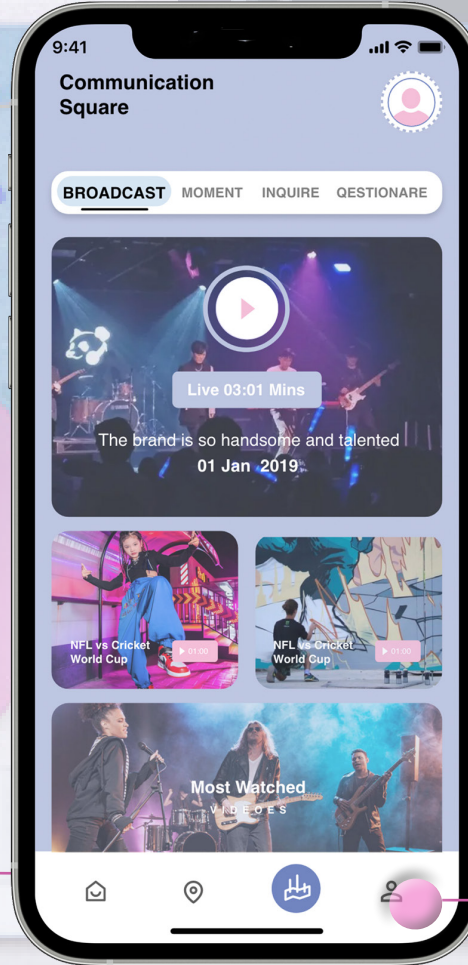 9:41
Communication
Square
BROADCAST MOMENT INQUIRE QESTIONARE
Live 03:01 Mins
The brand is so handsome and talented
01 Jan 2019
NFL vs Cricket
World Cup
01:00
NFL vs Cricket
World Cup
01:00
Most Watched
VIDEOES